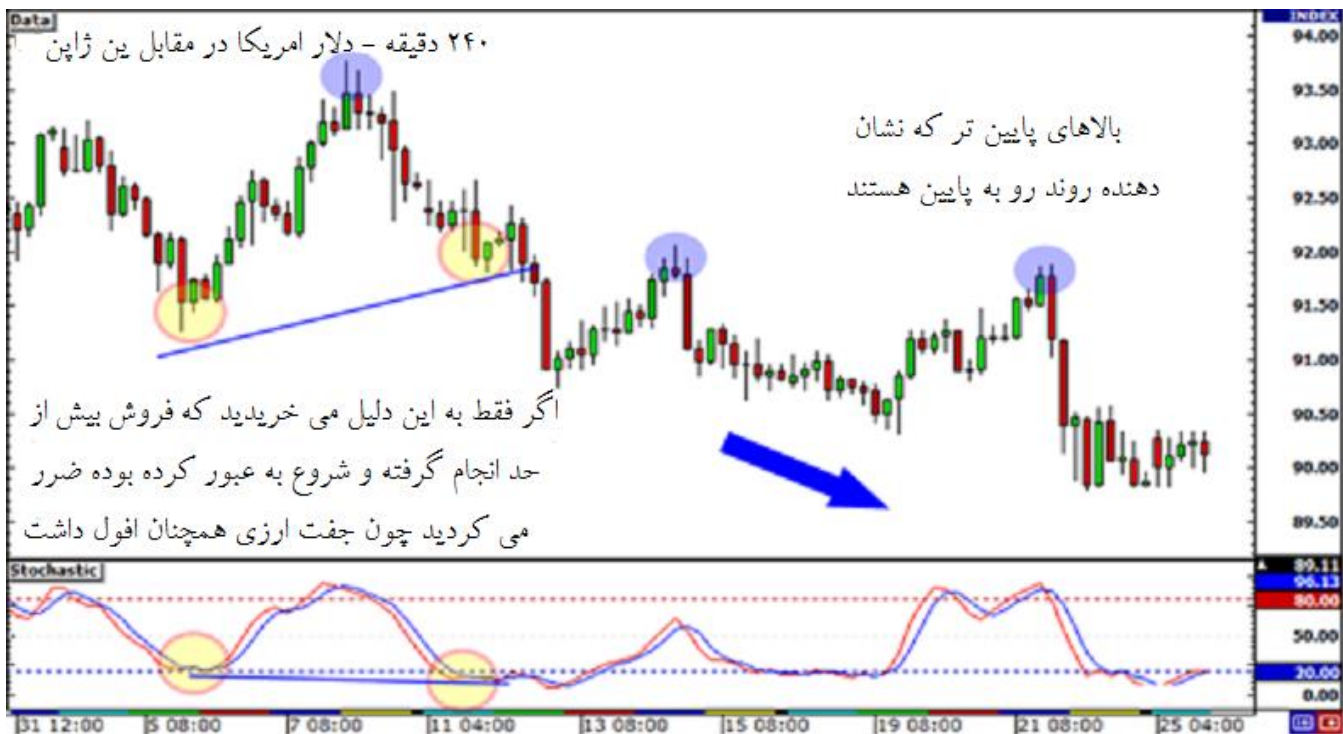 Data
INDEX
۲۴۰ دقیقه - دلار امریکا در مقابل ین ژاپن
بالاهای پایین تر که نشان
دهنده روند رو به پایین هستند
اگر فقط به این دلیل می خریدید که فروش بیش از
حد انجام گرفته و شروع به عبور کرده بوده ضرر
می کردید چون جفت ارزی همچنان افول داشت
94.00
93.50
93.00
92.50
92.00
91.50
91.00
90.50
90.00
89.50
Stochastic
89.11
96.13
80.00
50.00
20.00
0.00
31 12:00
5 08:00
7 08:00
11 04:00
13 08:00
15 08:00
19 08:00
21 08:00
25 04:00